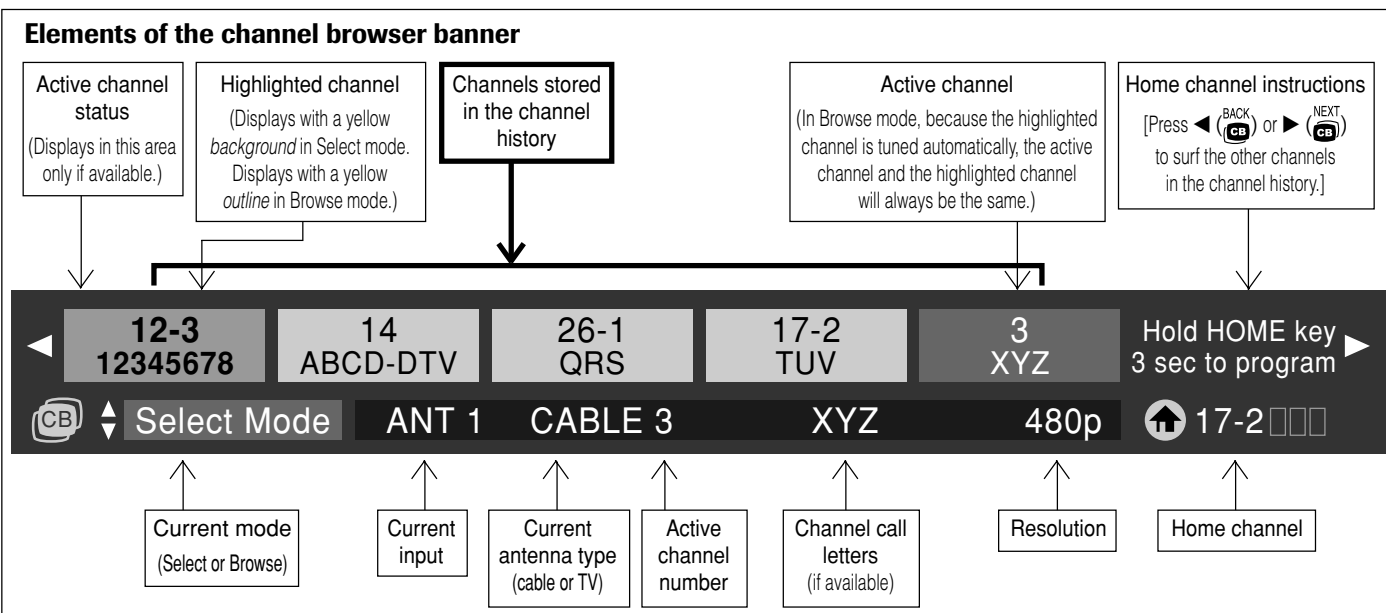 Elements of the channel browser banner
Active channel
status
(Displays in this area
only if available.)
Highlighted channel
(Displays with a yellow
background in Select mode.
Displays with a yellow
outline in Browse mode.)
Channels stored
in the channel
history
Active channel
(In Browse mode, because the highlighted
channel is tuned automatically, the active
channel and the highlighted channel
will always be the same.)
Home channel instructions
[Press ◀ (BACK CB) or ▶ (NEXT CB)
to surf the other channels
in the channel history.]
12-3
12345678
14
ABCD-DTV
26-1
QRS
17-2
TUV
3
XYZ
Hold HOME key
3 sec to program
CB Select Mode ANT 1 CABLE 3 XYZ 480p 17-2
Current mode
(Select or Browse)
Current
input
Current
antenna type
(cable or TV)
Active
channel
number
Channel call
letters
(if available)
Resolution
Home channel